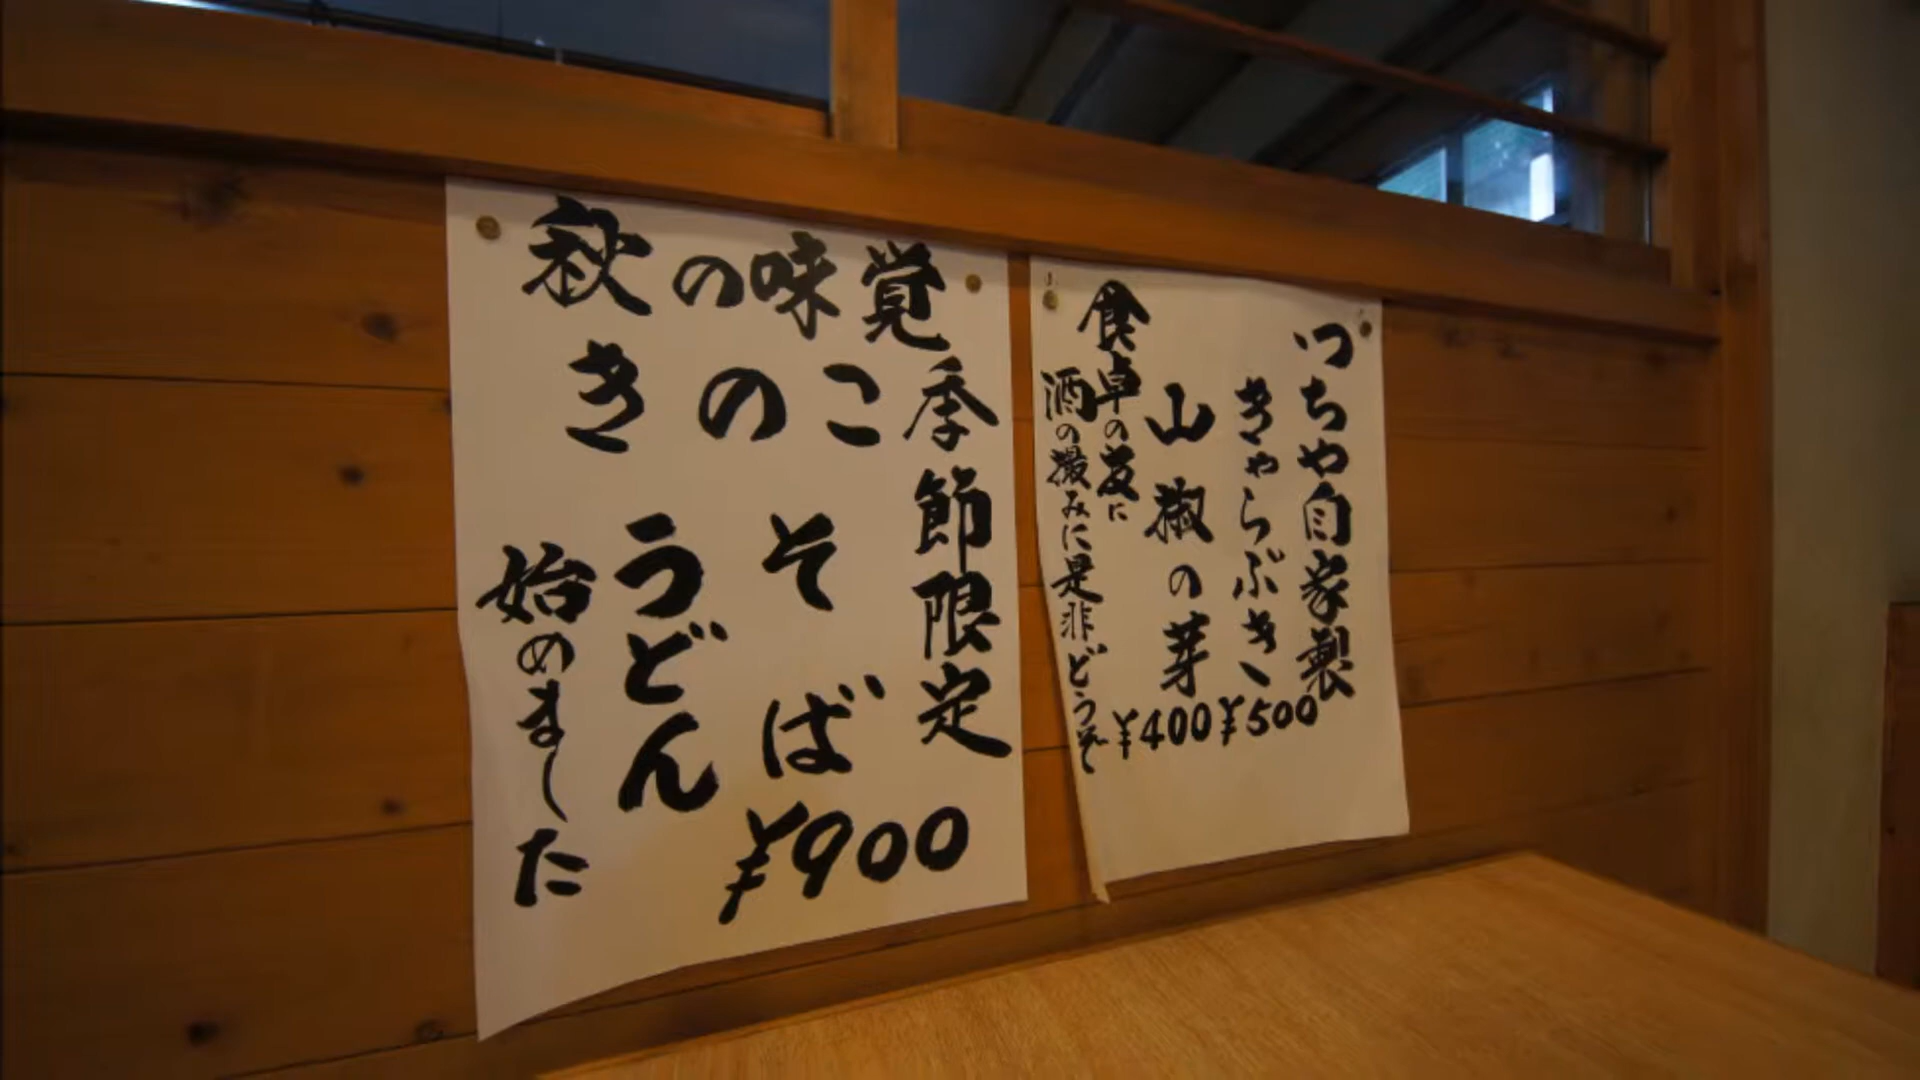 秋の味覚
きのこ
季節限定
そば
うどん
¥900
始めました
つちや自家製
きゃらぶき
¥500
山椒の芽
¥400
食卓の友に
酒の撮みに是非どうぞ